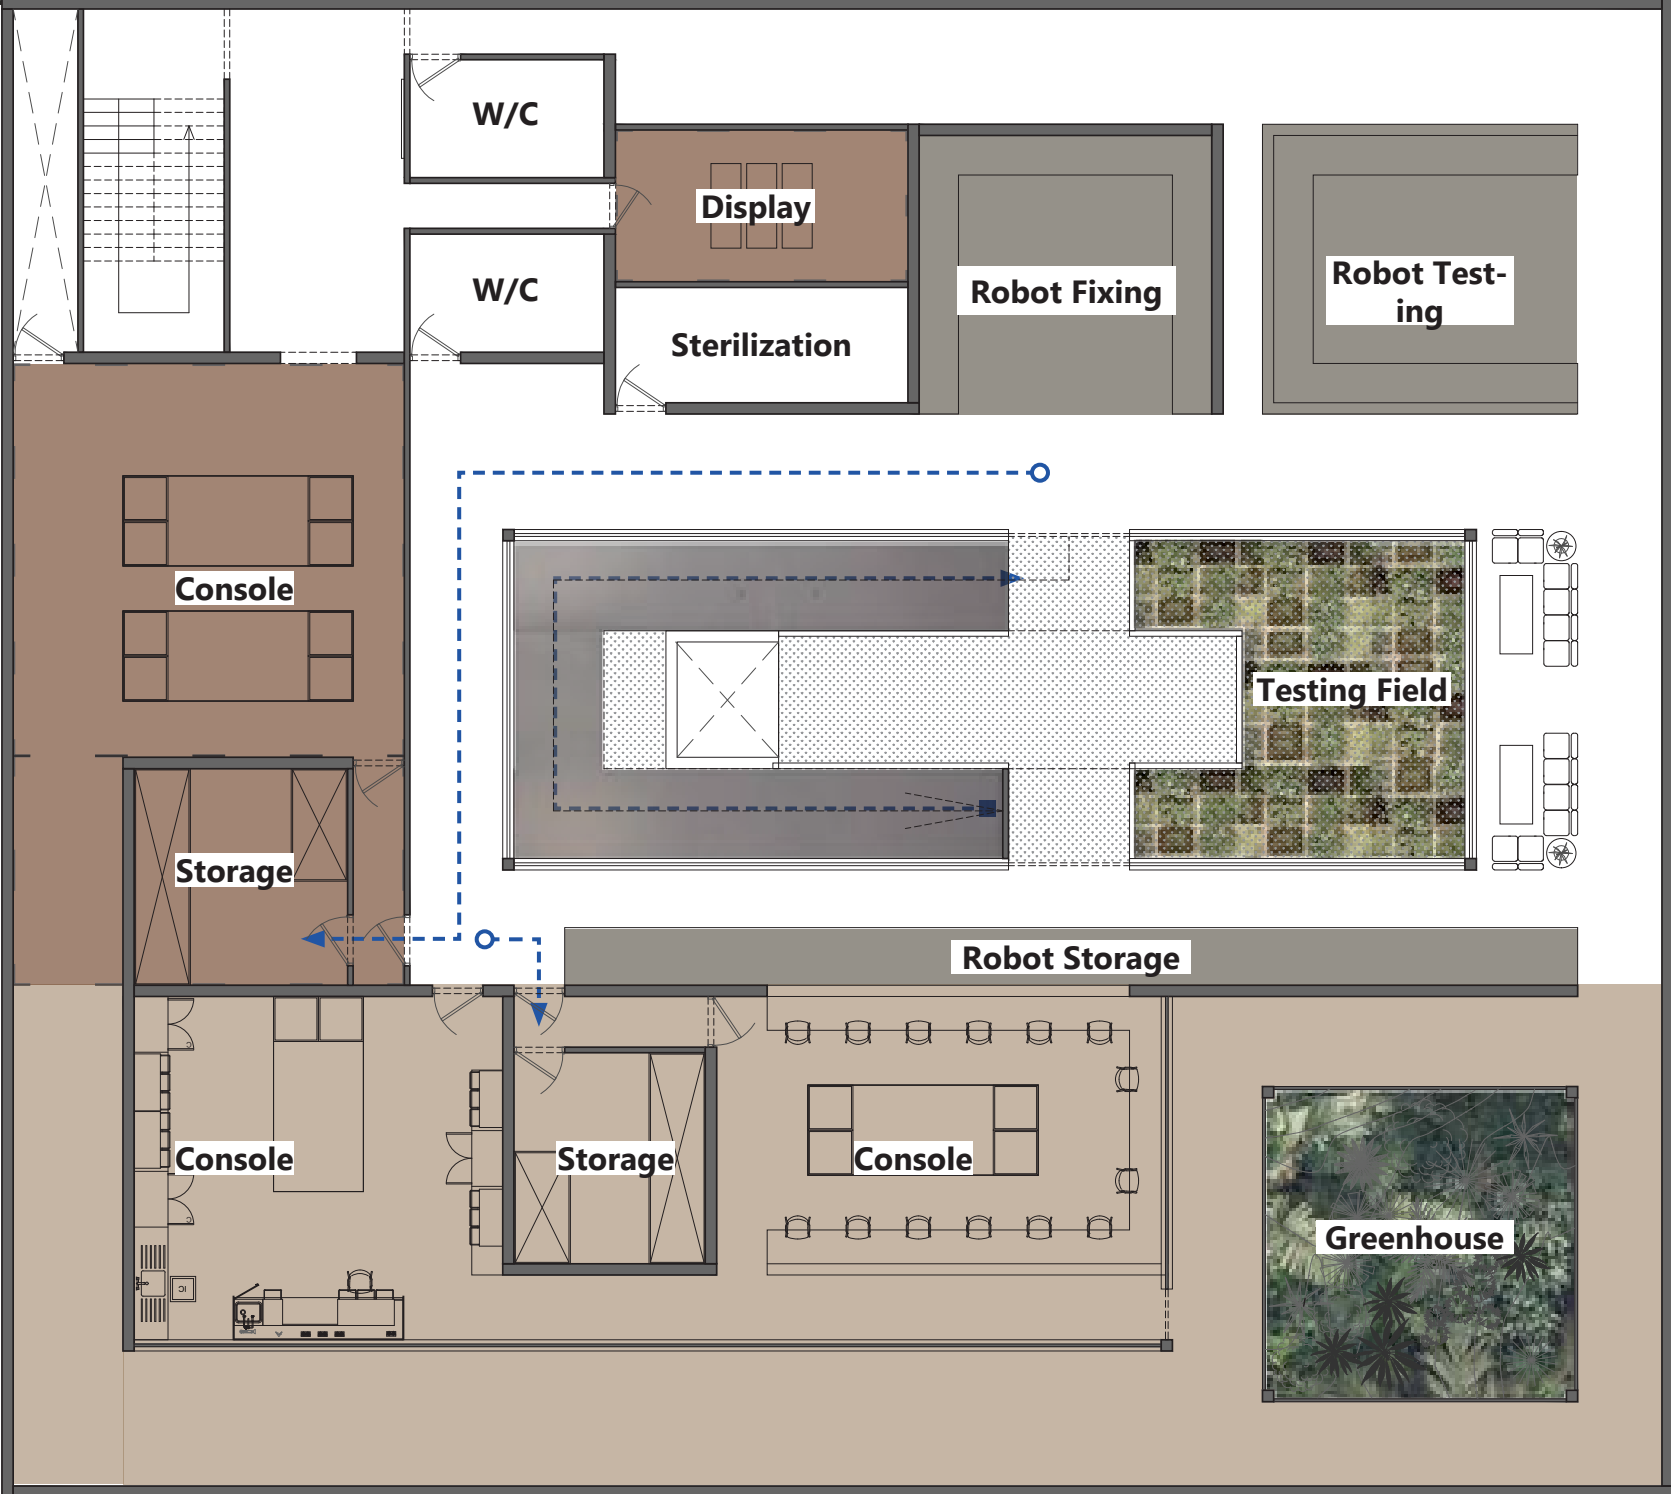 W/C
Display
W/C
Robot Fixing
Robot Test-
ing
Sterilization
Console
Testing Field
Storage
Robot Storage
Console
Storage
Console
Greenhouse